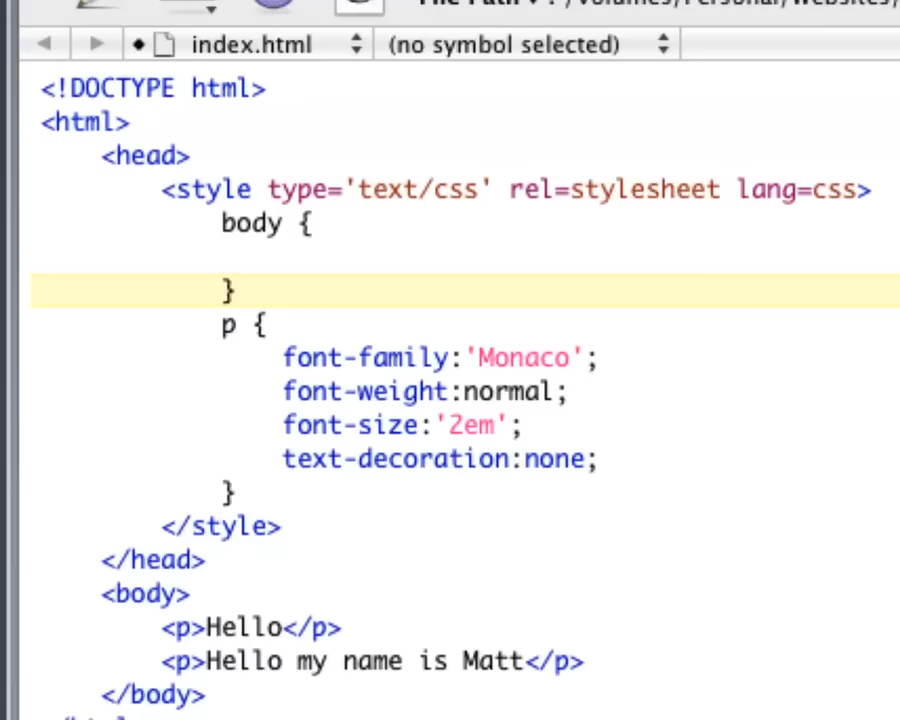 index.html (no symbol selected)
<!DOCTYPE html>
<html>
<head>
<style type='text/css' rel=stylesheet lang=css>
body {
}
p {
font-family:'Monaco';
font-weight:normal;
font-size:'2em';
text-decoration:none;
}
</style>
</head>
<body>
<p>Hello</p>
<p>Hello my name is Matt</p>
</body>